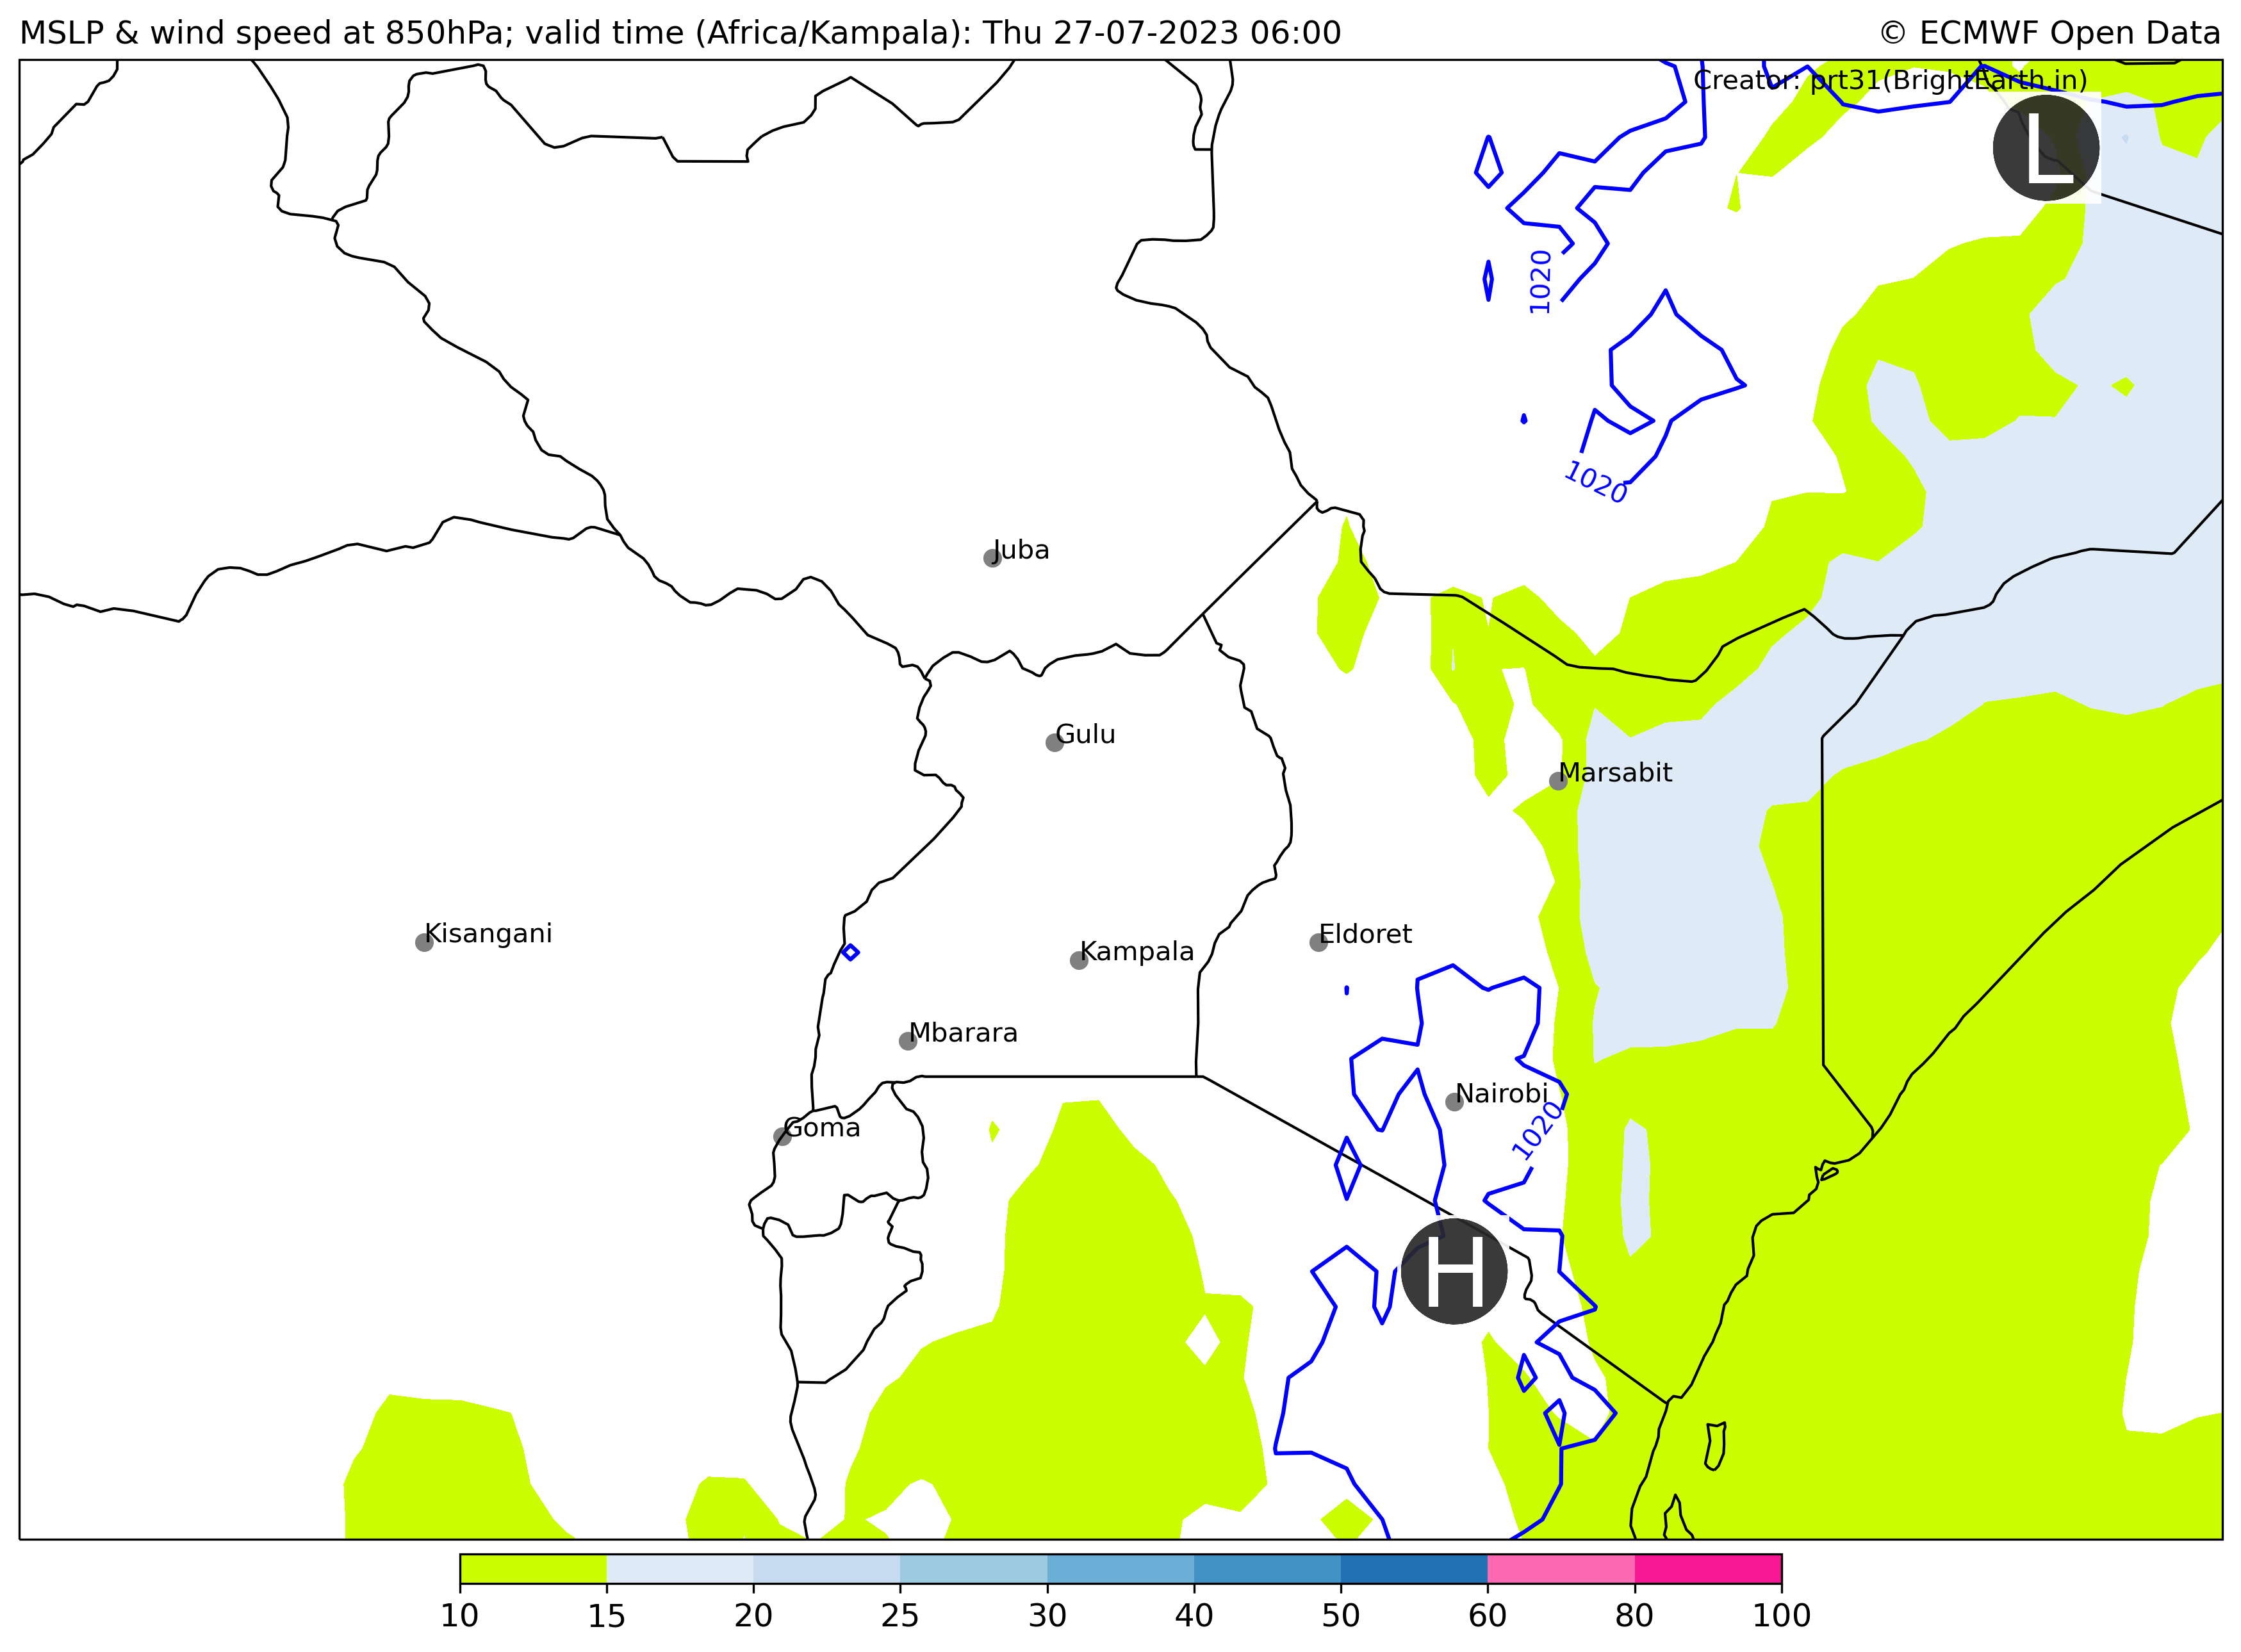 MSLP & wind speed at 850hPa; valid time (Africa/Kampala): Thu 27-07-2023 06:00
© ECMWF Open Data
Creator: prt31(BrightEarth.in)
L
1020
1020
Juba
Gulu
Marsabit
Kisangani
Eldoret
Kampala
Mbarara
Nairobi
1020
Goma
H
10 15 20 25 30 40 50 60 80 100